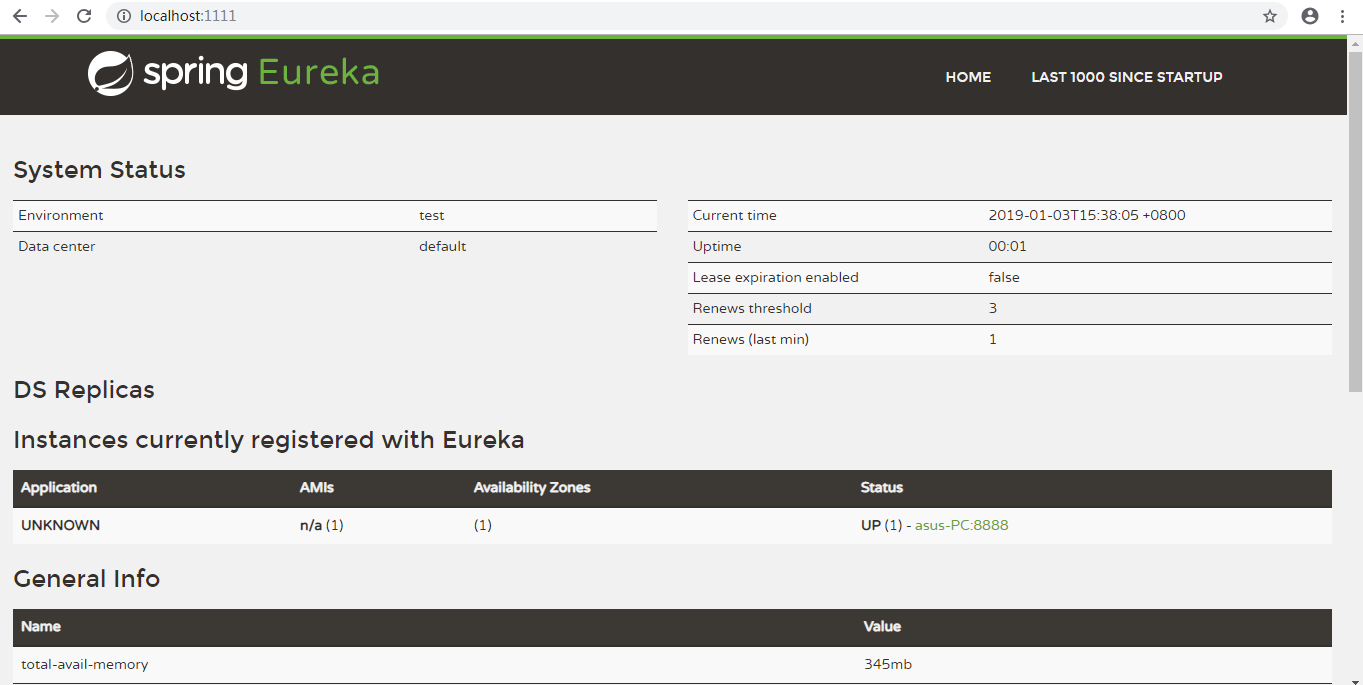 localhost:1111
spring Eureka
HOME LAST 1000 SINCE STARTUP
System Status
Environment test
Data center default
Current time 2019-01-03T15:38:05 +0800
Uptime 00:01
Lease expiration enabled false
Renews threshold 3
Renews (last min) 1
DS Replicas
Instances currently registered with Eureka
Application AMIs Availability Zones Status
UNKNOWN n/a (1) (1) UP (1) - asus-PC:8888
General Info
Name Value
total-avail-memory 345mb